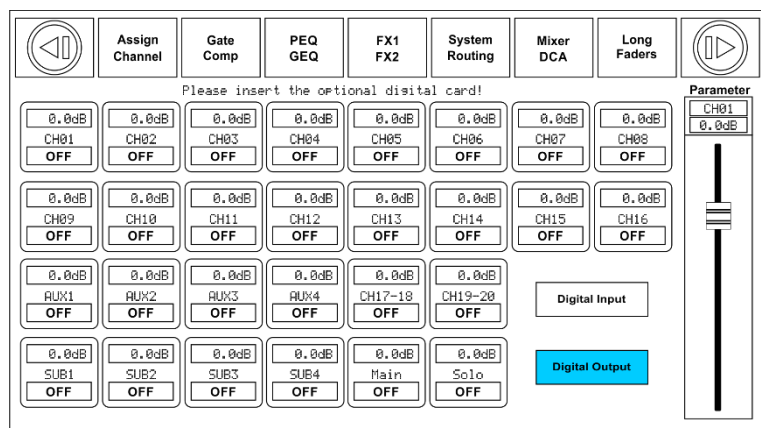 Assign Channel
Gate Comp
PEQ GEQ
FX1 FX2
System Routing
Mixer DCA
Long Faders
Please insert the optional digital card!
Parameter
CH01
0.0dB
0.0dB 0.0dB 0.0dB 0.0dB 0.0dB 0.0dB 0.0dB 0.0dB
CH01 CH02 CH03 CH04 CH05 CH06 CH07 CH08
OFF OFF OFF OFF OFF OFF OFF OFF
0.0dB 0.0dB 0.0dB 0.0dB 0.0dB 0.0dB 0.0dB 0.0dB
CH09 CH10 CH11 CH12 CH13 CH14 CH15 CH16
OFF OFF OFF OFF OFF OFF OFF OFF
0.0dB 0.0dB 0.0dB 0.0dB 0.0dB 0.0dB
AUX1 AUX2 AUX3 AUX4 CH17-18 CH19-20
OFF OFF OFF OFF OFF OFF
Digital Input
0.0dB 0.0dB 0.0dB 0.0dB 0.0dB 0.0dB
SUB1 SUB2 SUB3 SUB4 Main Solo
OFF OFF OFF OFF OFF OFF
Digital Output